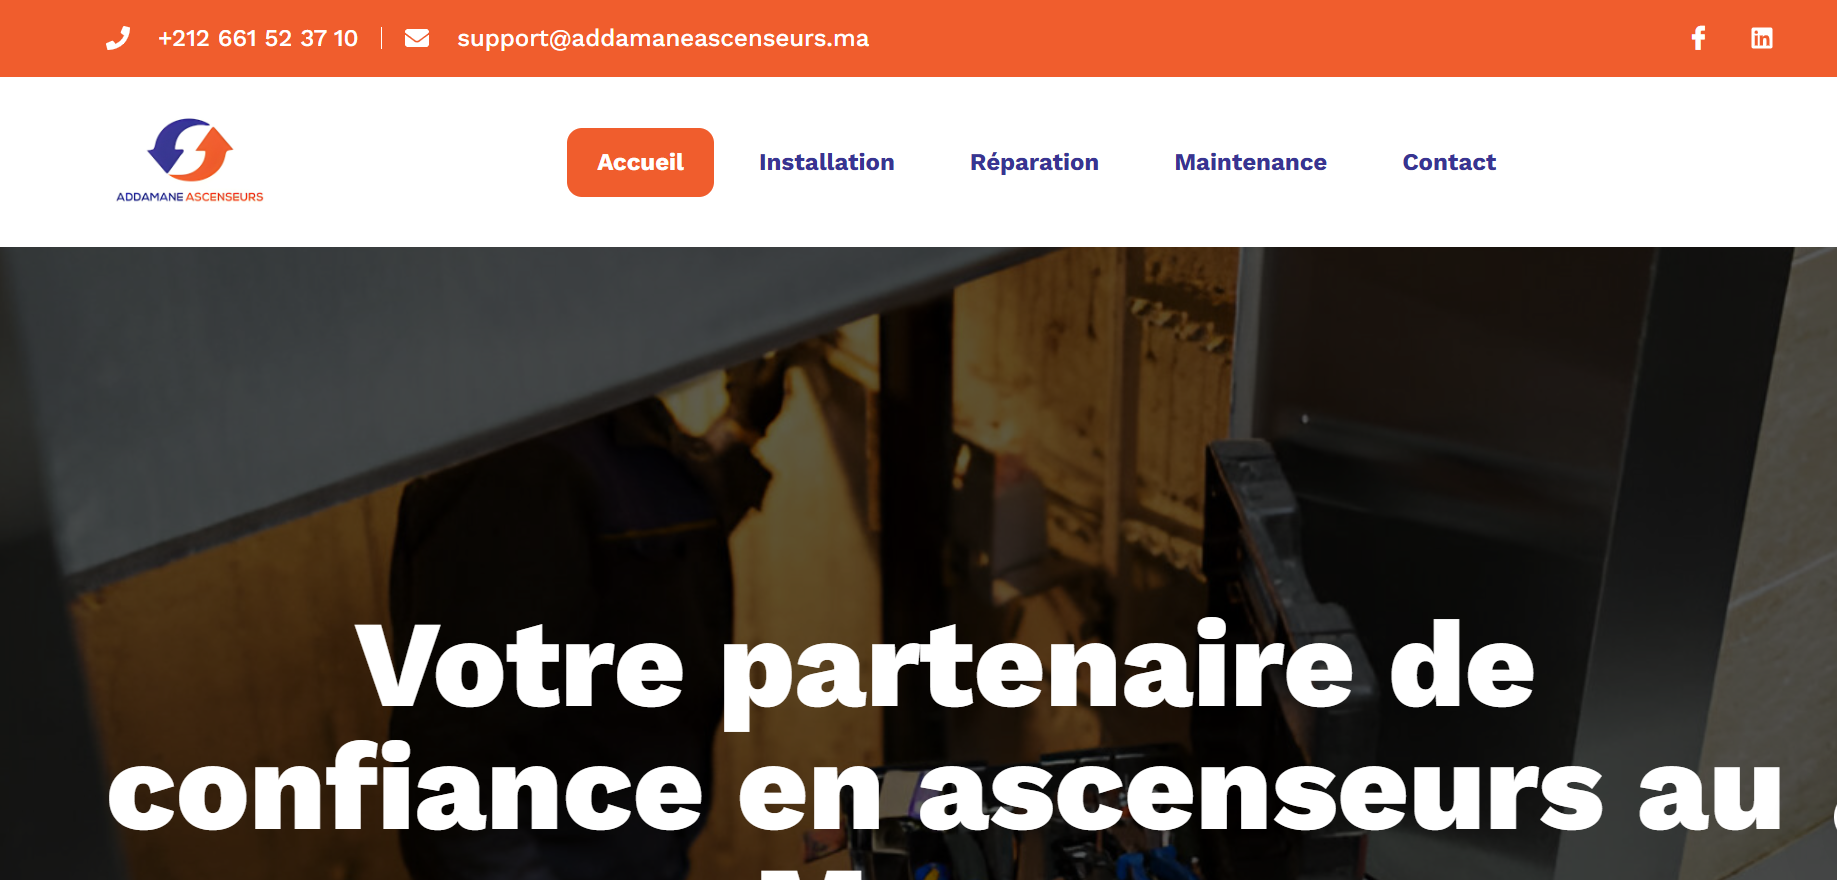 +212 661 52 37 10
support@addamaneascenseurs.ma
ADDAMANE ASCENSEURS
Accueil
Installation
Réparation
Maintenance
Contact
Votre partenaire de
confiance en ascenseurs au